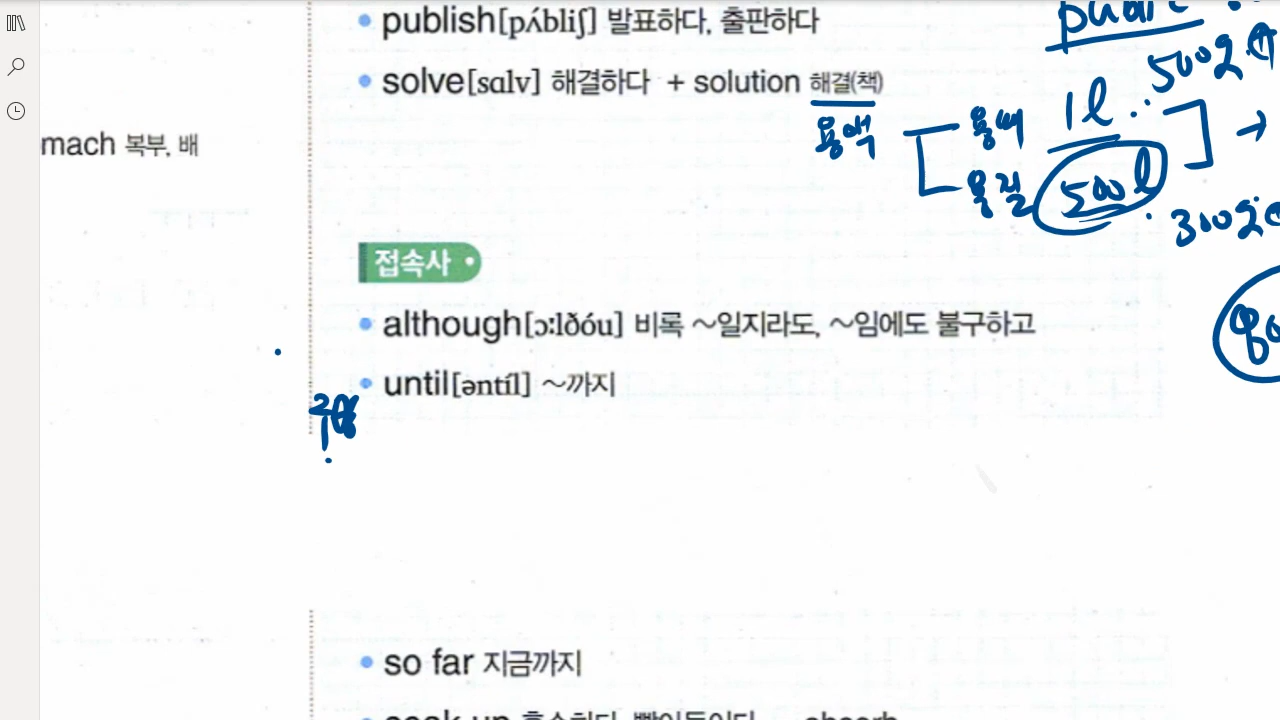 publish[pʌ́bliʃ] 발표하다, 출판하다
solve[sɑlv] 해결하다 + solution 해결(책)
500g
용액
용매 1l :
용질 500l
300g
mach 복부, 배
접속사
although[ɔːlðóu] 비록 ~일지라도, ~임에도 불구하고
until[əntíl] ~까지
so far 지금까지